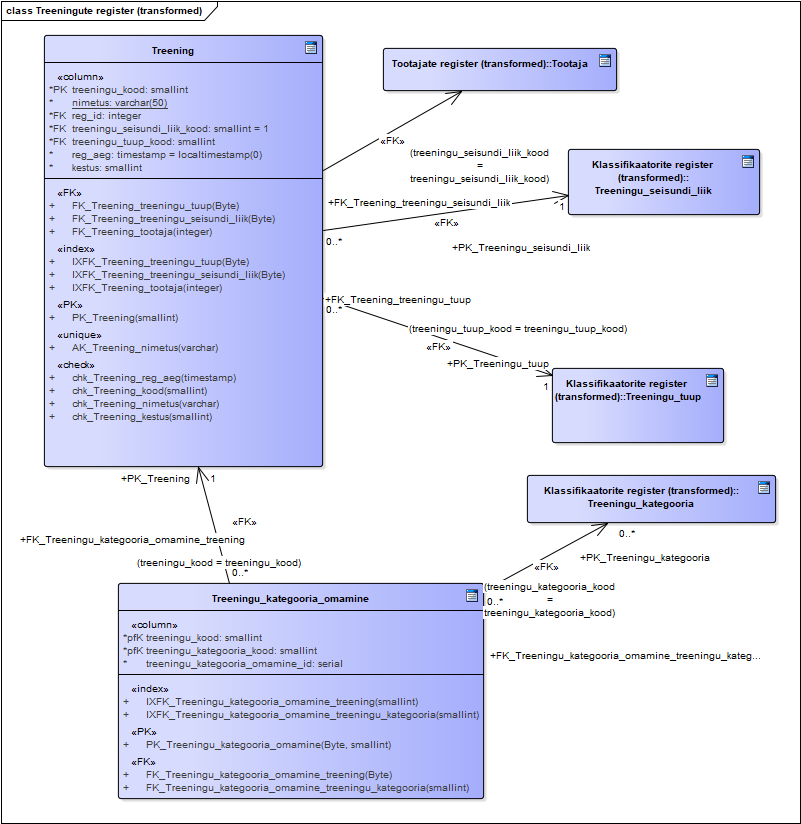 class Treeningute register (transformed)
Treening
«column»
*PK treeningu_kood: smallint
* nimetus: varchar(50)
*FK reg_id: integer
*FK treeningu_seisundi_liik_kood: smallint = 1
*FK treeningu_tuup_kood: smallint
* reg_aeg: timestamp = localtimestamp(0)
* kestus: smallint
«FK»
+ FK_Treening_treeningu_tuup(Byte)
+ FK_Treening_treeningu_seisundi_liik(Byte)
+ FK_Treening_tootaja(integer)
«index»
+ IXFK_Treening_treeningu_tuup(Byte)
+ IXFK_Treening_treeningu_seisundi_liik(Byte)
+ IXFK_Treening_tootaja(integer)
«PK»
+ PK_Treening(smallint)
«unique»
+ AK_Treening_nimetus(varchar)
«check»
+ chk_Treening_reg_aeg(timestamp)
+ chk_Treening_kood(smallint)
+ chk_Treening_nimetus(varchar)
+ chk_Treening_kestus(smallint)
Tootajate register (transformed)::Tootaja
«FK»
(treeningu_seisundi_liik_kood
=
treeningu_seisundi_liik_kood)
Klassifikaatorite register
(transformed)::
Treeningu_seisundi_liik
+FK_Treening_treeningu_seisundi_liik
1
«FK»
0..*
+PK_Treeningu_seisundi_liik
+FK_Treening_treeningu_tuup
0..*
(treeningu_tuup_kood = treeningu_tuup_kood)
«FK»
+PK_Treeningu_tuup
1
Klassifikaatorite register
(transformed)::Treeningu_tuup
+PK_Treening
1
«FK»
+FK_Treeningu_kategooria_omamine_treening
(treeningu_kood = treeningu_kood)
0..*
Klassifikaatorite register (transformed)::
Treeningu_kategooria
0..*
+PK_Treeningu_kategooria
«FK»
(treeningu_kategooria_kood
0..*
=
treeningu_kategooria_kood)
+FK_Treeningu_kategooria_omamine_treeningu_kateg...
Treeningu_kategooria_omamine
«column»
*pfK treeningu_kood: smallint
*pfK treeningu_kategooria_kood: smallint
* treeningu_kategooria_omamine_id: serial
«index»
+ IXFK_Treeningu_kategooria_omamine_treening(smallint)
+ IXFK_Treeningu_kategooria_omamine_treeningu_kategooria(smallint)
«PK»
+ PK_Treeningu_kategooria_omamine(Byte, smallint)
«FK»
+ FK_Treeningu_kategooria_omamine_treening(Byte)
+ FK_Treeningu_kategooria_omamine_treeningu_kategooria(smallint)